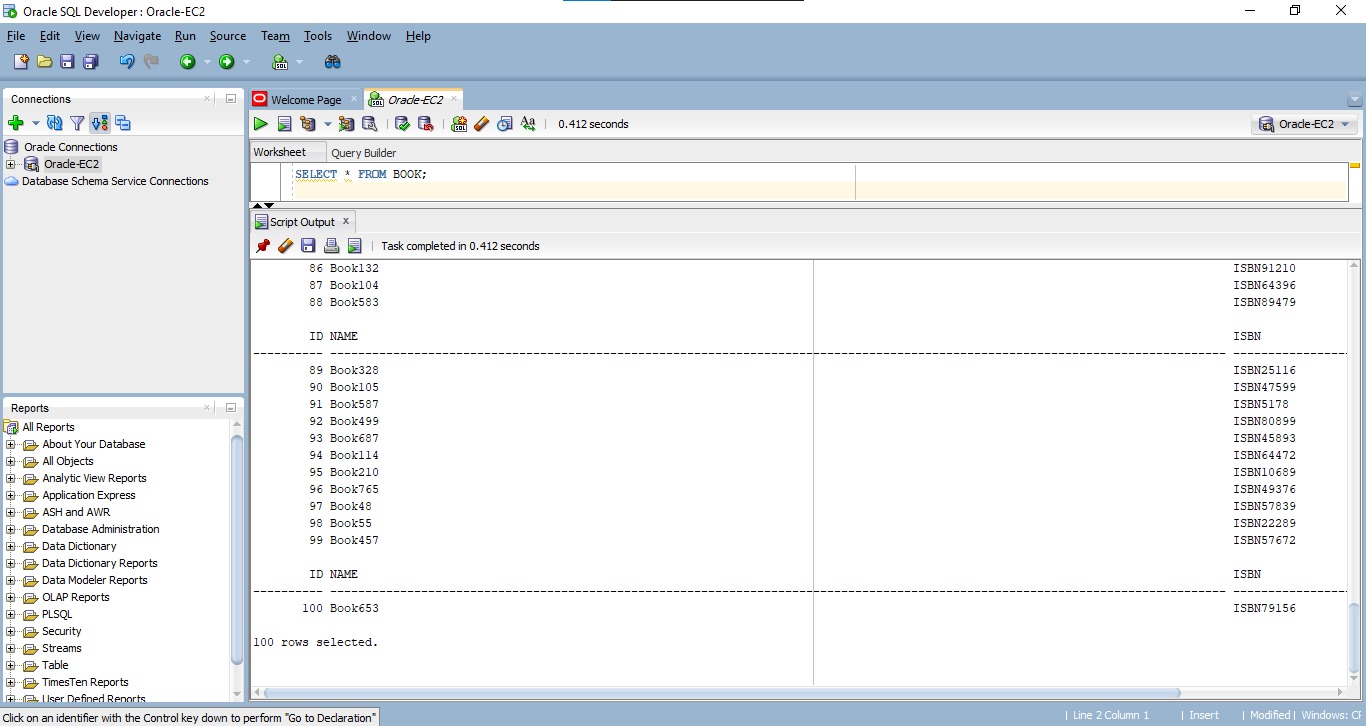 Oracle SQL Developer : Oracle-EC2
File Edit View Navigate Run Source Team Tools Window Help
Connections
Oracle Connections
Oracle-EC2
Database Schema Service Connections
Reports
All Reports
About Your Database
All Objects
Analytic View Reports
Application Express
ASH and AWR
Database Administration
Data Dictionary
Data Dictionary Reports
Data Modeler Reports
OLAP Reports
PLSQL
Security
Streams
Table
TimesTen Reports
User Defined Reports
Welcome Page Oracle-EC2
0.412 seconds Oracle-EC2
Worksheet Query Builder
SELECT * FROM BOOK;
Script Output
Task completed in 0.412 seconds
86 Book132 ISBN91210
87 Book104 ISBN64396
88 Book583 ISBN89479
ID NAME ISBN
89 Book328 ISBN25116
90 Book105 ISBN47599
91 Book587 ISBN5178
92 Book499 ISBN80899
93 Book687 ISBN45893
94 Book114 ISBN64472
95 Book210 ISBN10689
96 Book765 ISBN49376
97 Book48 ISBN57839
98 Book55 ISBN22289
99 Book457 ISBN57672
ID NAME ISBN
100 Book653 ISBN79156
100 rows selected.
Click on an identifier with the Control key down to perform "Go to Declaration"
| Line 2 Column 1 | Insert | Modified | Windows: